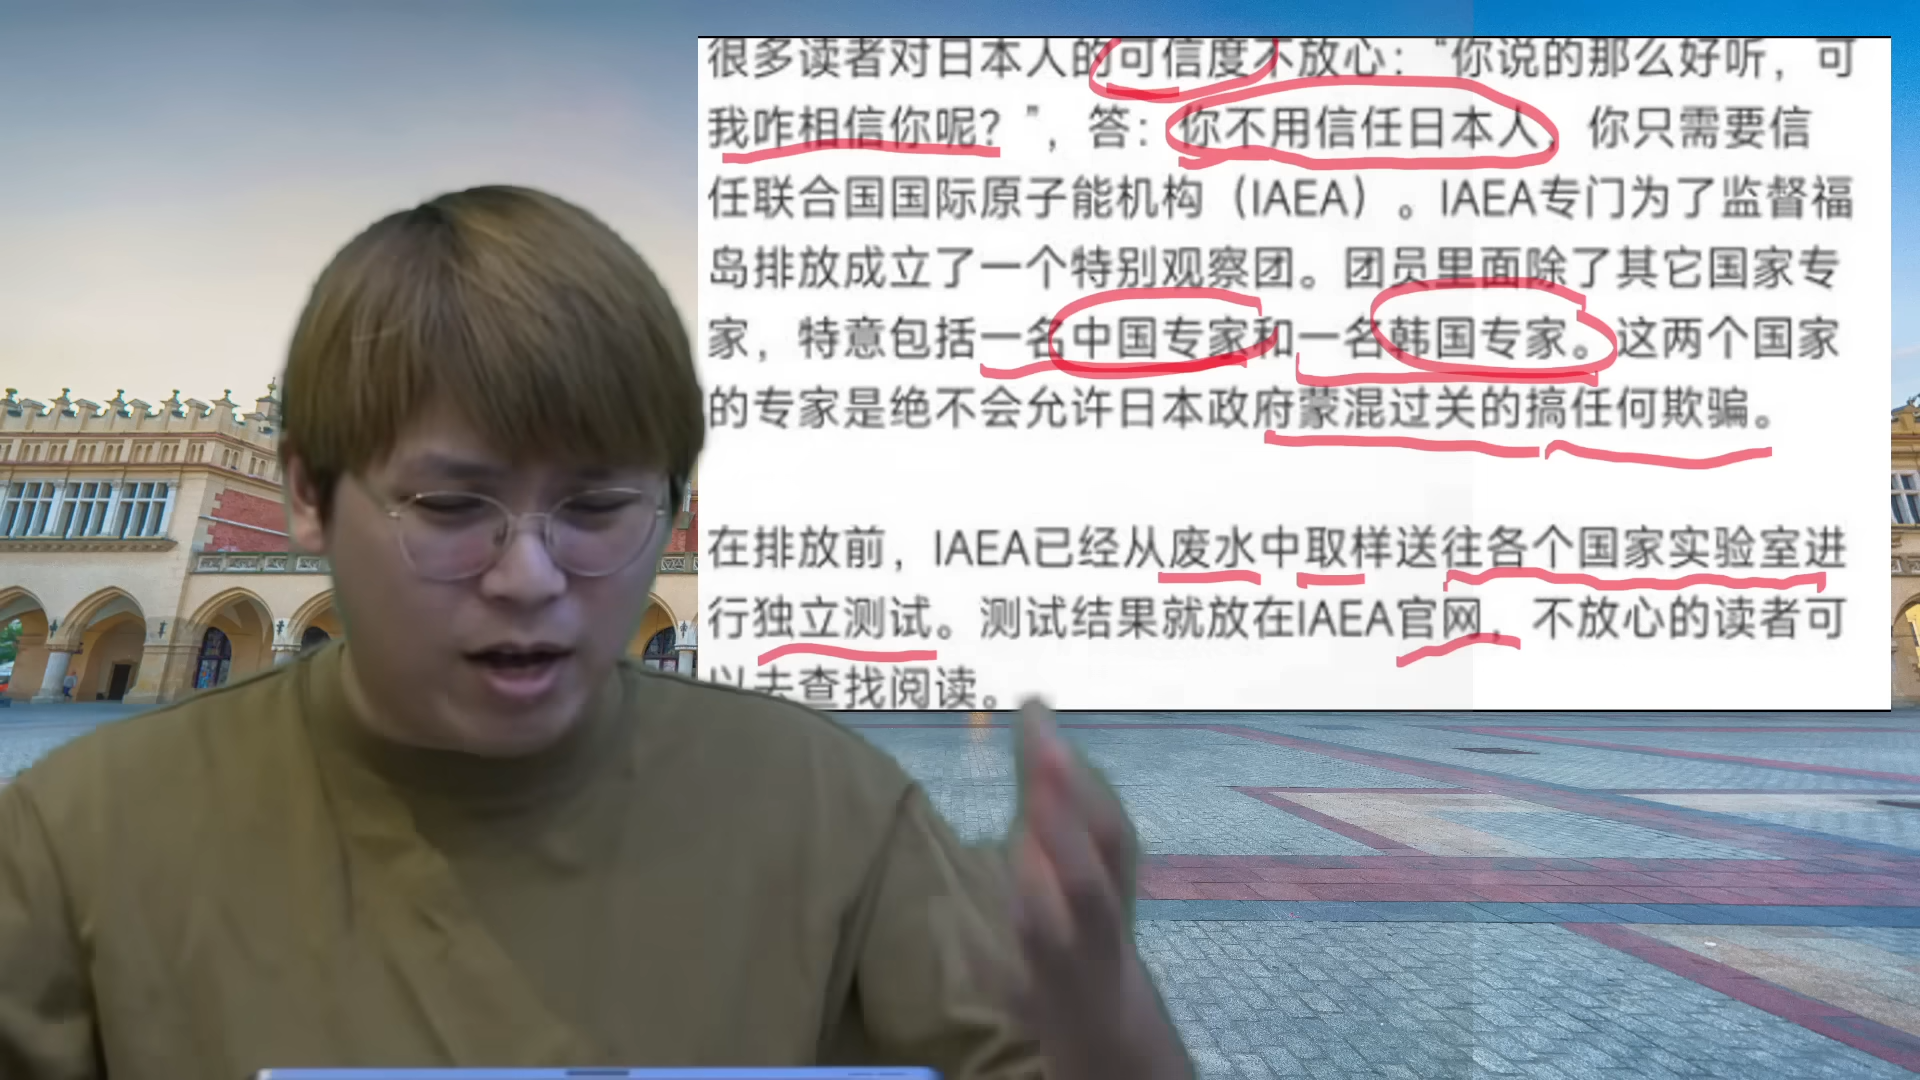 很多读者对日本人的可信度不放心：“你说的那么好听，可
我咋相信你呢？”，答：你不用信任日本人，你只需要信
任联合国国际原子能机构（IAEA）。IAEA专门为了监督福
岛排放成立了一个特别观察团。团员里面除了其它国家专
家，特意包括一名中国专家和一名韩国专家。这两个国家
的专家是绝不会允许日本政府蒙混过关的搞任何欺骗。
在排放前，IAEA已经从废水中取样送往各个国家实验室进
行独立测试。测试结果就放在IAEA官网，不放心的读者可
以去查找阅读。